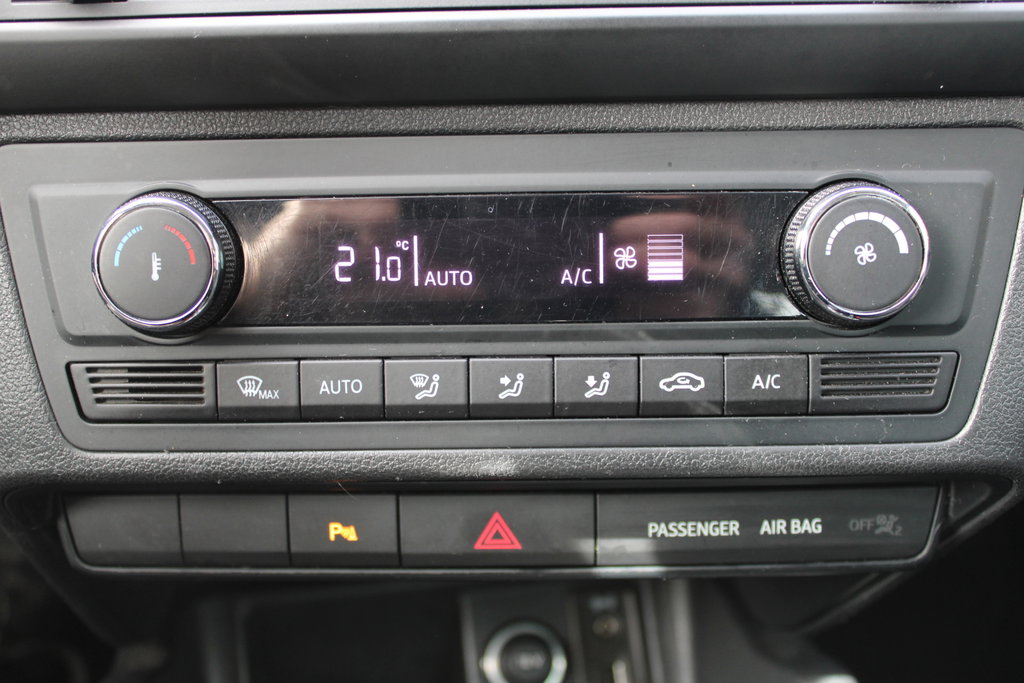 21.0 °C AUTO A/C
MAX AUTO A/C
P PASSENGER AIR BAG OFF